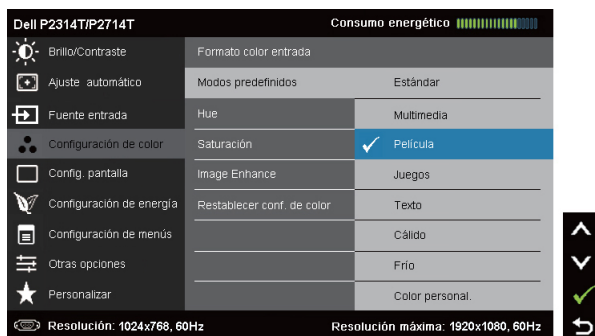 Dell P2314T/P2714T Consumo energético
Brillo/Contraste
Ajuste automático
Fuente entrada
Configuración de color
Config. pantalla
Configuración de energía
Configuración de menús
Otras opciones
Personalizar
Formato color entrada
Modos predefinidos
Hue
Saturación
Image Enhance
Restablecer conf. de color
Estándar
Multimedia
Película
Juegos
Texto
Cálido
Frío
Color personal.
Resolución: 1024x768, 60Hz Resolución máxima: 1920x1080, 60Hz